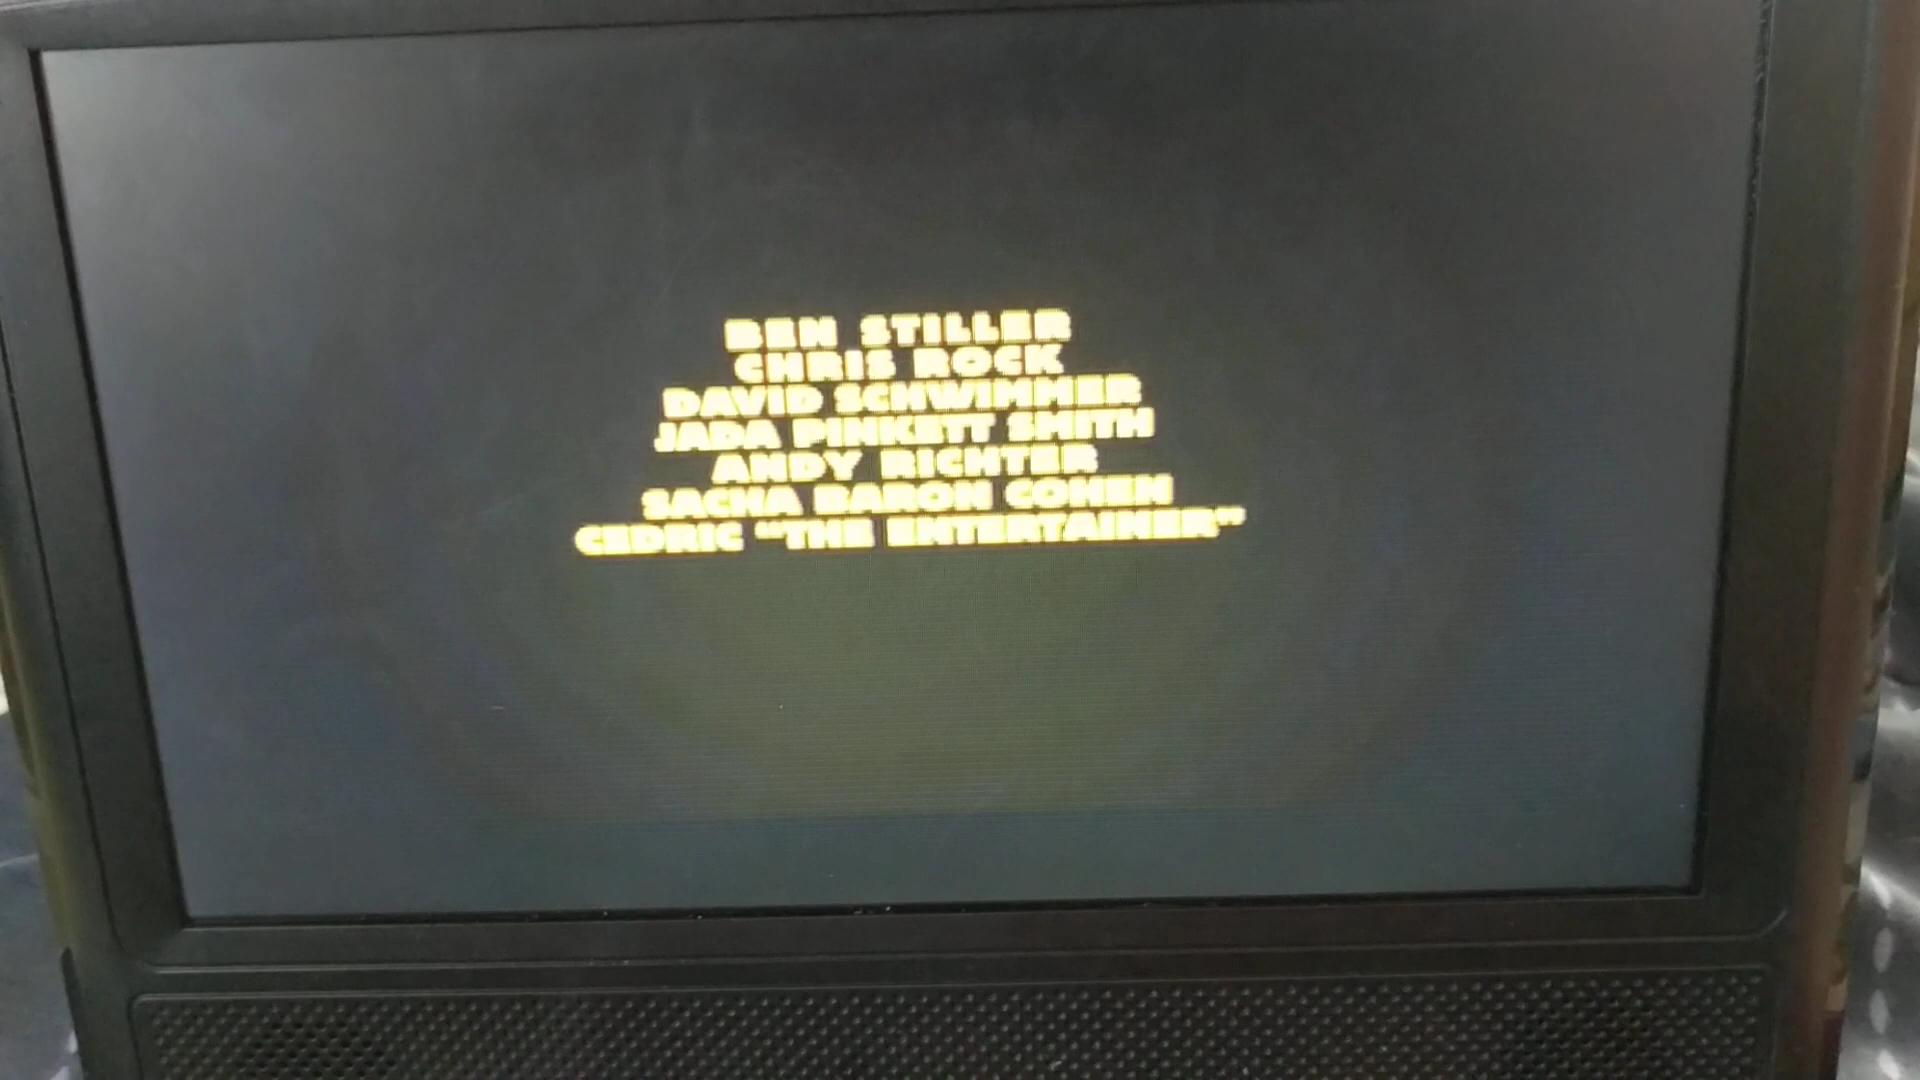 BEN STILLER
CHRIS ROCK
DAVID SCHWIMMER
JADA PINKETT SMITH
ANDY RICHTER
SACHA BARON COHEN
CEDRIC “THE ENTERTAINER”